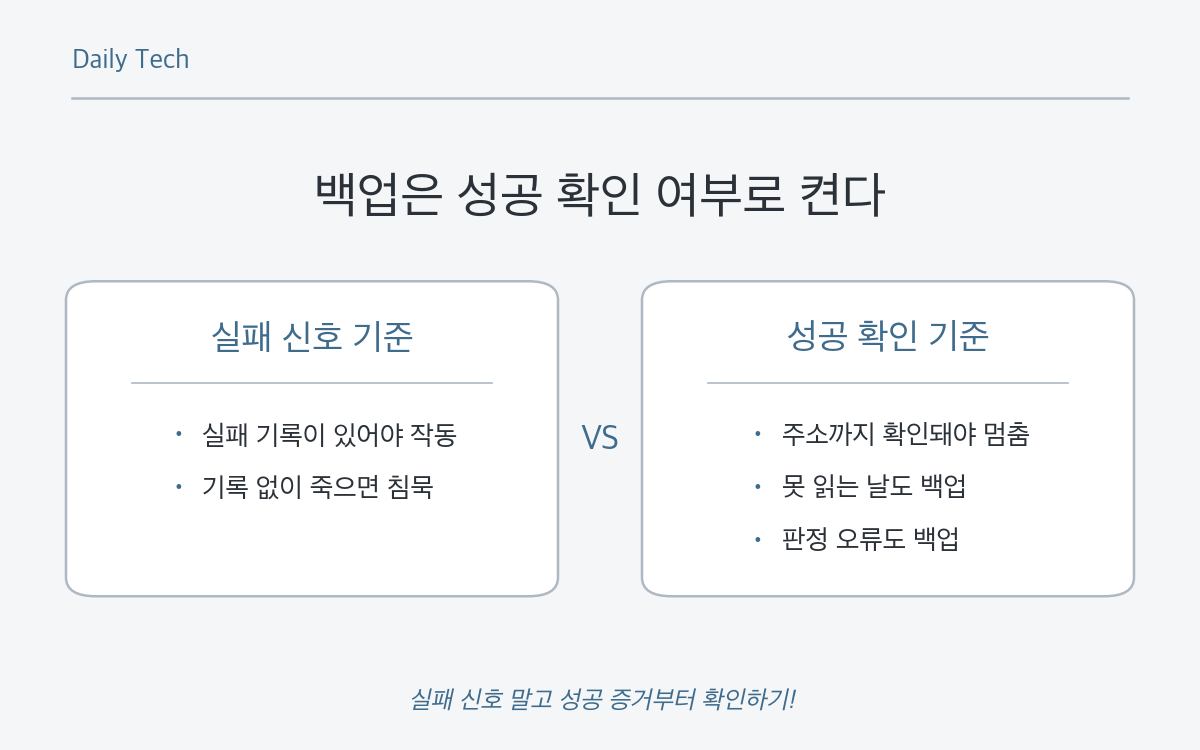 Daily Tech
백업은 성공 확인 여부로 켠다
실패 신호 기준
• 실패 기록이 있어야 작동
• 기록 없이 죽으면 침묵
VS
성공 확인 기준
• 주소까지 확인돼야 멈춤
• 못 읽는 날도 백업
• 판정 오류도 백업
실패 신호 말고 성공 증거부터 확인하기!